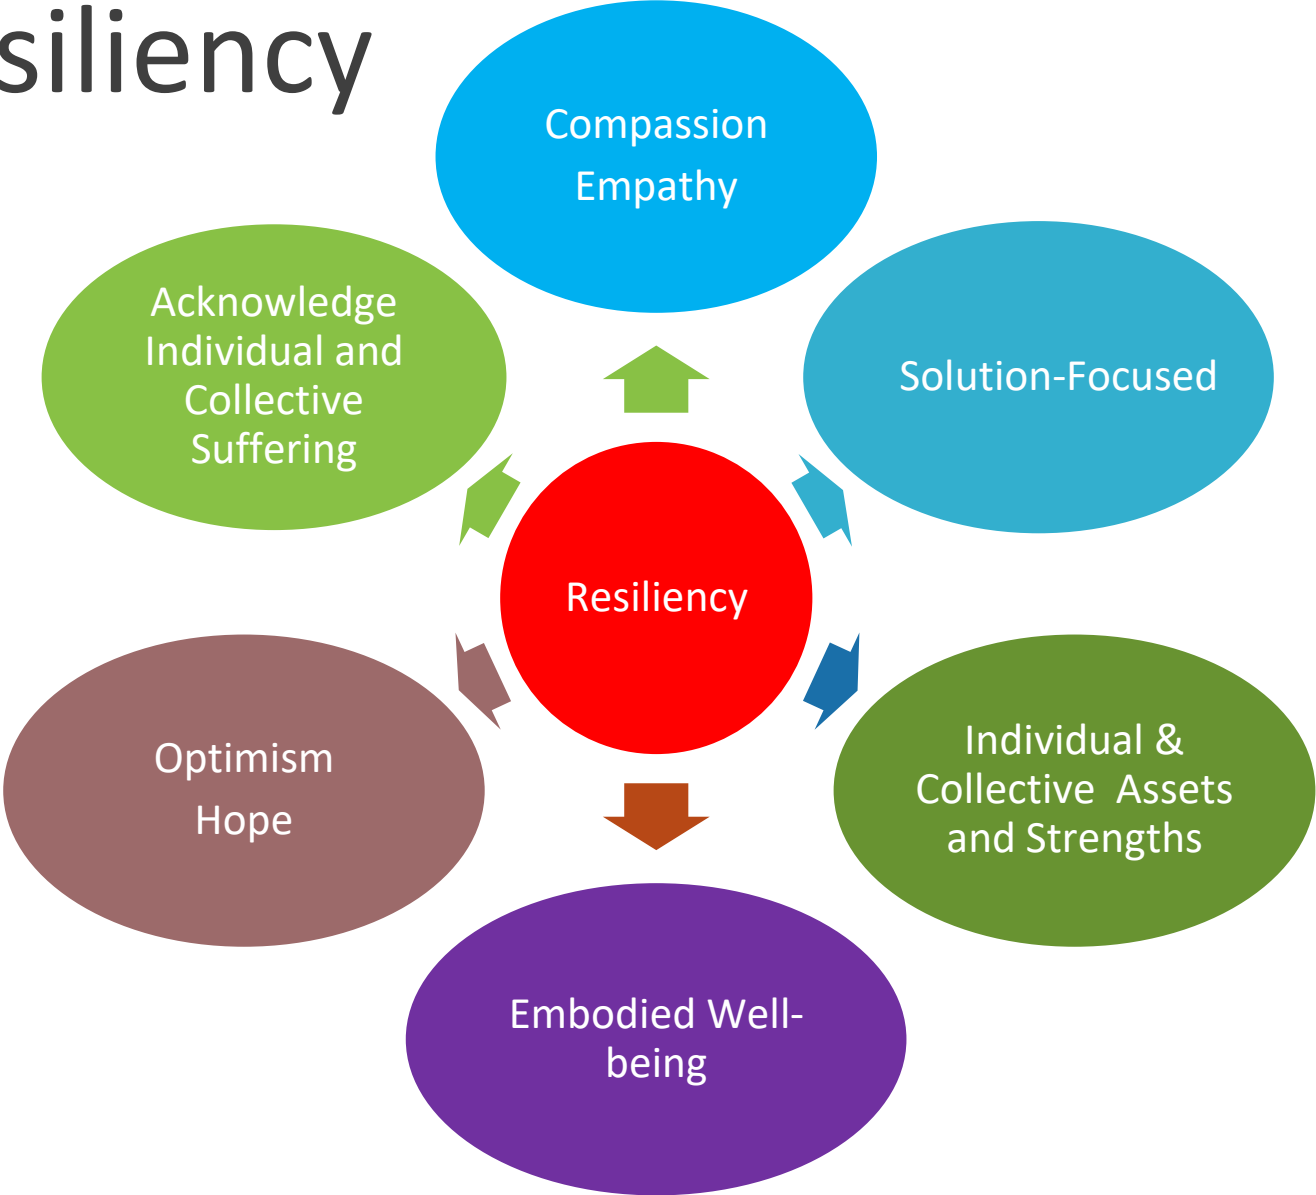 siliency
Compassion
Empathy
Solution-Focused
Individual &
Collective Assets
and Strengths
Embodied Well-
being
Optimism
Hope
Acknowledge
Individual and
Collective
Suffering
Resiliency